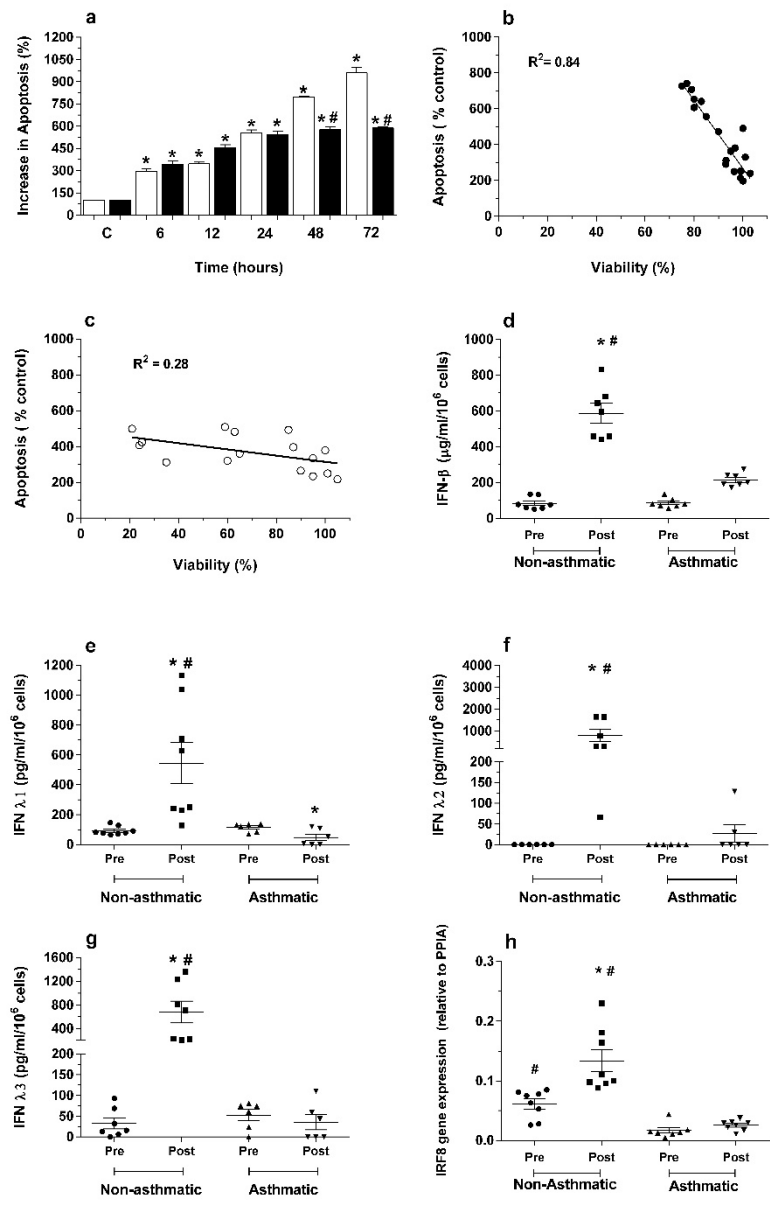 a
Increase in Apoptosis (%)
1200
1050
900
750
600
450
300
150
0
* * * * * * * * # * * #
C 6 12 24 48 72
Time (hours)
b
Apoptosis ( % control)
1000
800
600
400
200
0
R²= 0.84
0 20 40 60 80 100
Viability (%)
c
Apoptosis ( % control)
1000
800
600
400
200
0
R² = 0.28
0 20 40 60 80 100
Viability (%)
d
IFN-β (µg/ml/10⁶ cells)
1000
800
600
400
200
0
* #
Pre Post Pre Post
Non-asthmatic Asthmatic
e
IFN λ1 (pg/ml/10⁶ cells)
1200
1000
800
600
400
200
0
* #
*
Pre Post Pre Post
Non-asthmatic Asthmatic
f
IFN λ2 (pg/ml/10⁶ cells)
4000
3000
2000
1000
200
150
100
50
0
* #
Pre Post Pre Post
Non-asthmatic Asthmatic
g
IFN λ3 (pg/ml/10⁶ cells)
1600
1200
800
400
200
150
100
50
0
* #
Pre Post Pre Post
Non-asthmatic Asthmatic
h
IRF8 gene expression (relative to PPIA)
0.3
0.2
0.1
0.0
#
* #
Pre Post Pre Post
Non-Asthmatic Asthmatic